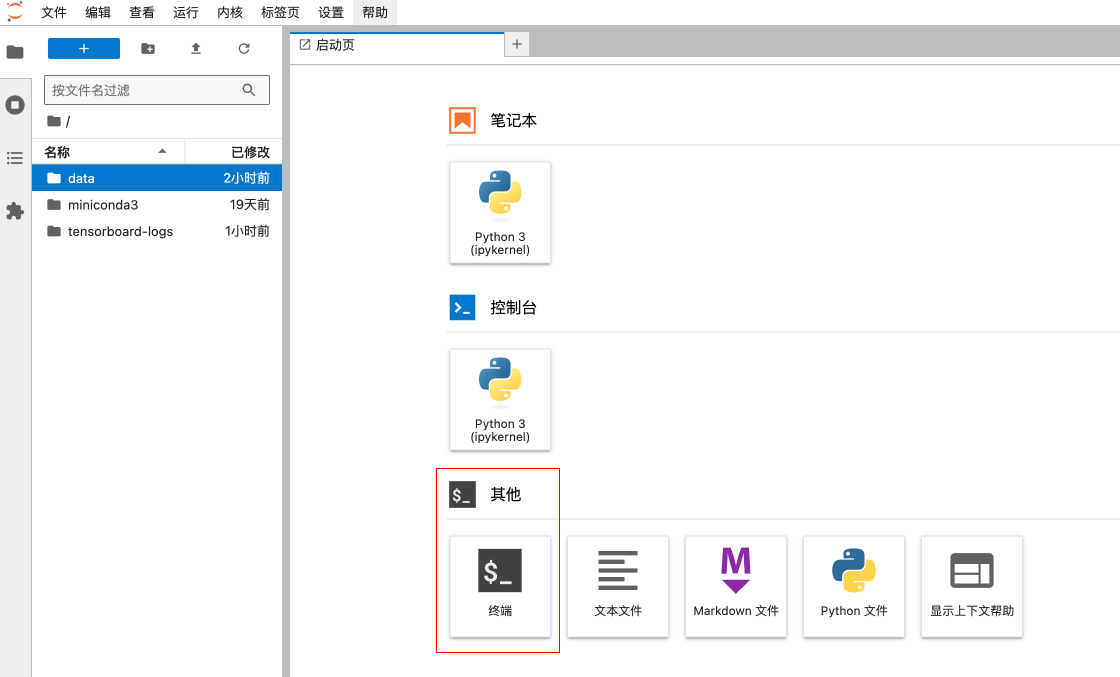 文件 编辑 查看 运行 内核 标签页 设置 帮助
+
按文件名过滤
/
名称 已修改
data 2小时前
miniconda3 19天前
tensorboard-logs 1小时前
启动页 +
笔记本
Python 3
(ipykernel)
控制台
>_
Python 3
(ipykernel)
$_ 其他
$_
终端
文本文件
M
Markdown 文件
Python 文件
显示上下文帮助